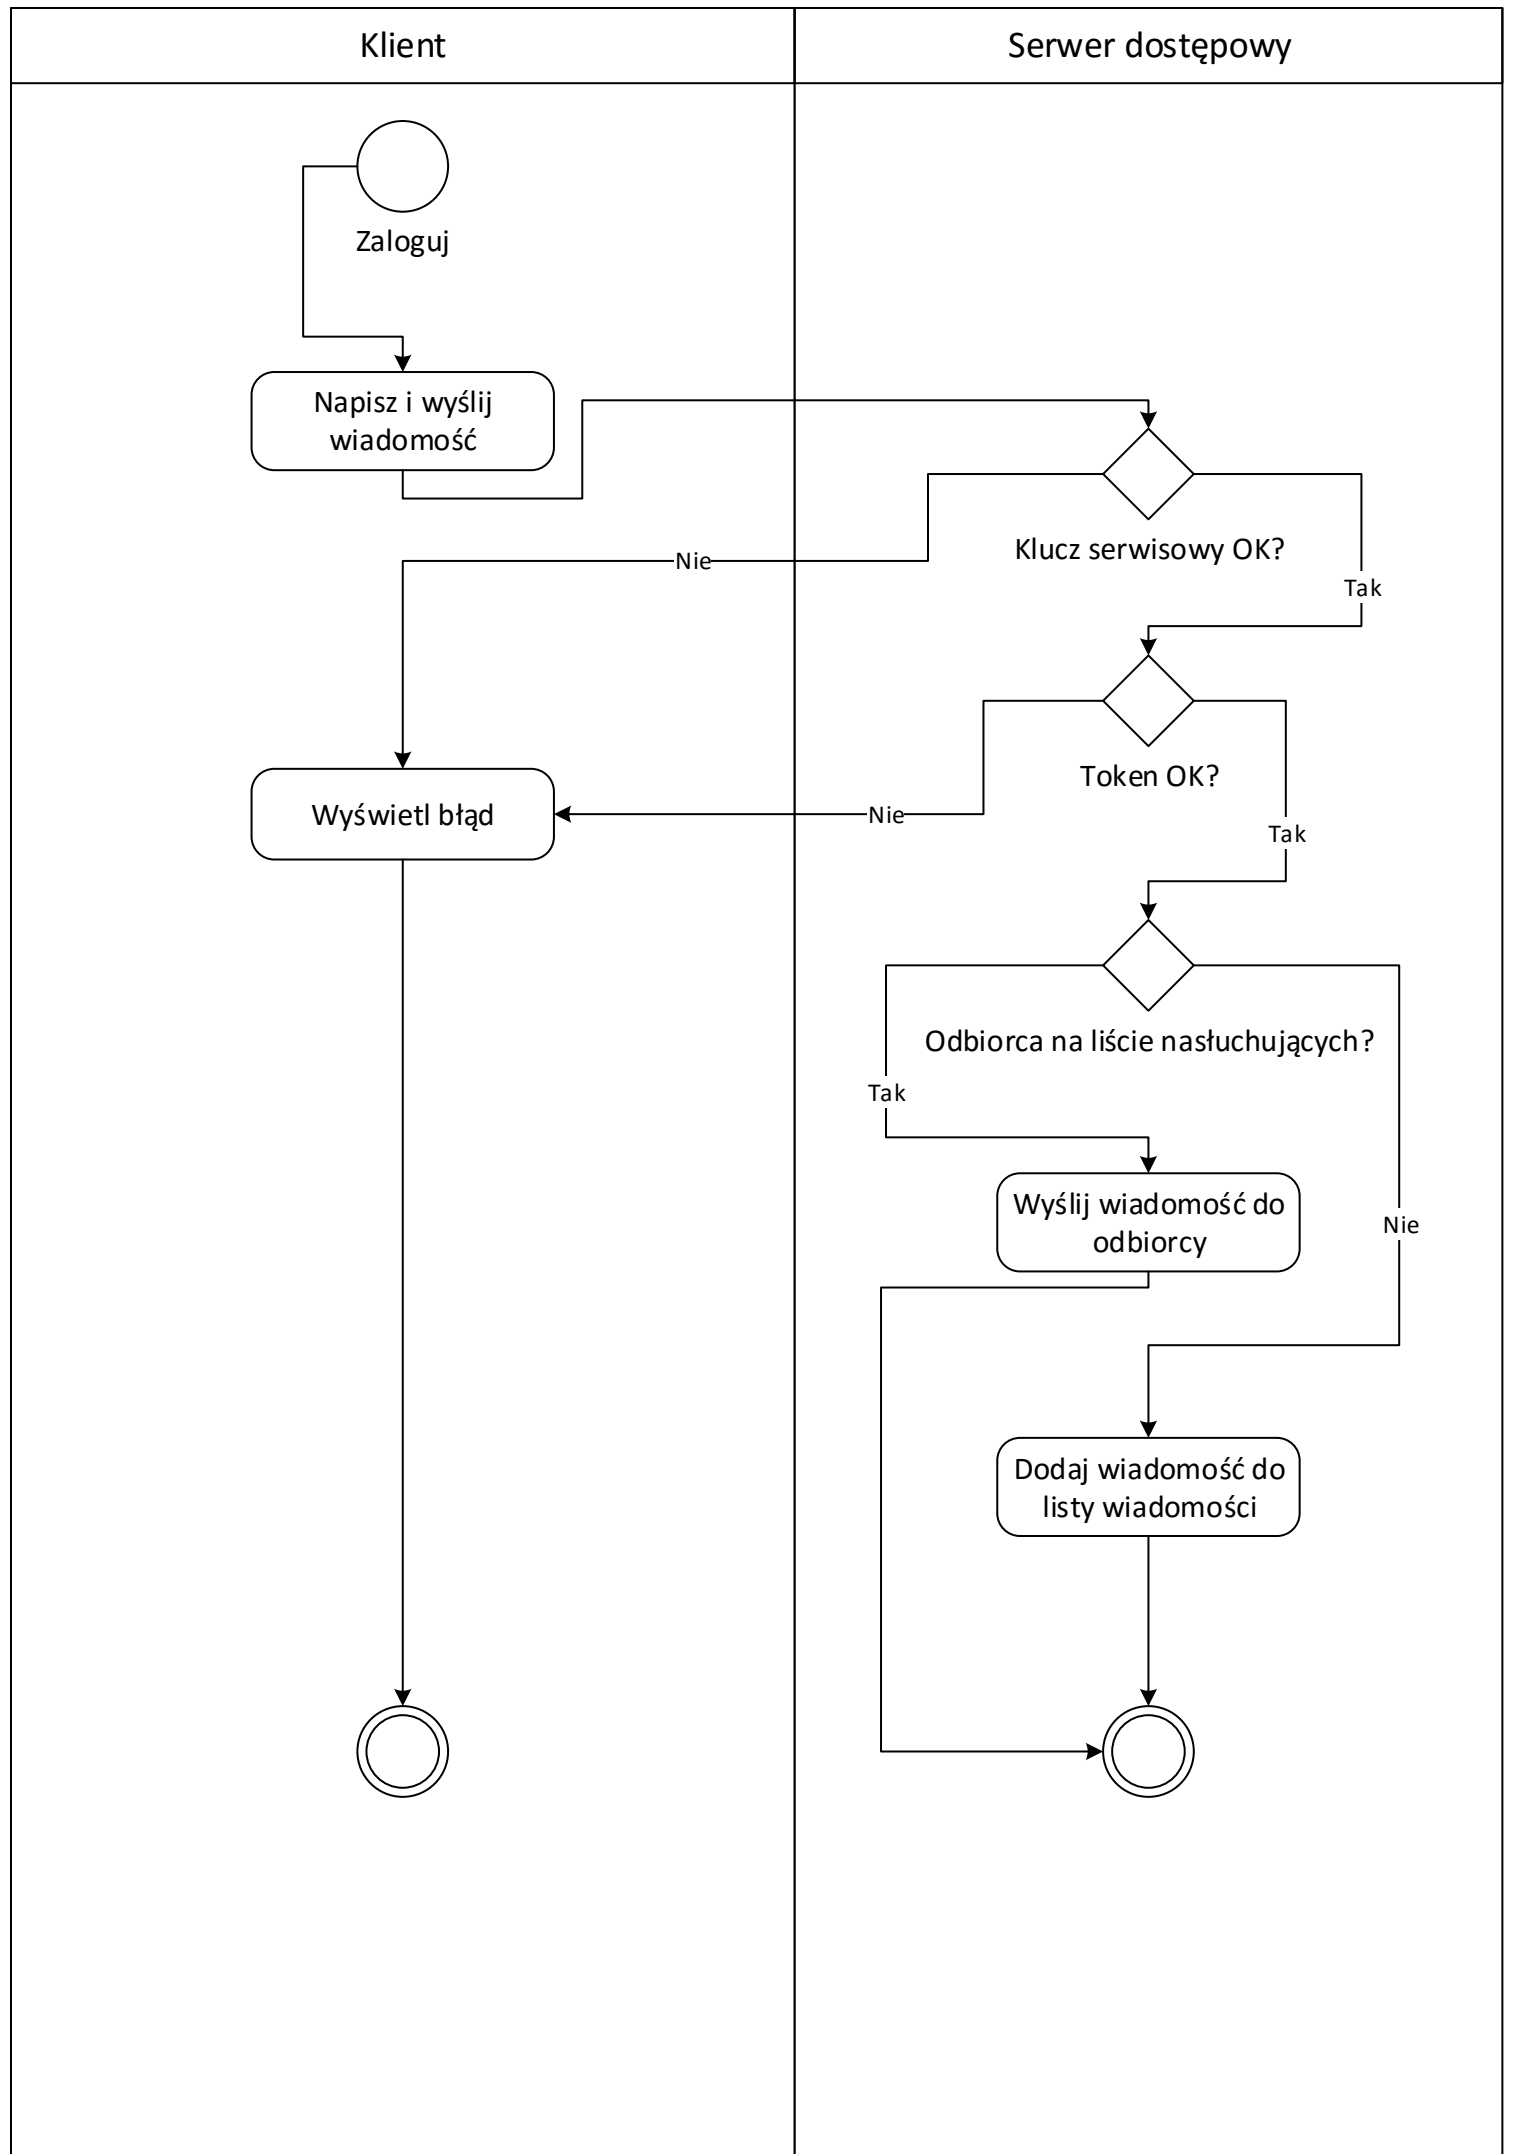 Klient
Serwer dostępowy
Zaloguj
Napisz i wyślij
wiadomość
Klucz serwisowy OK?
Nie
Tak
Token OK?
Wyświetl błąd
Nie
Tak
Odbiorca na liście nasłuchujących?
Tak
Wyślij wiadomość do
odbiorcy
Nie
Dodaj wiadomość do
listy wiadomości